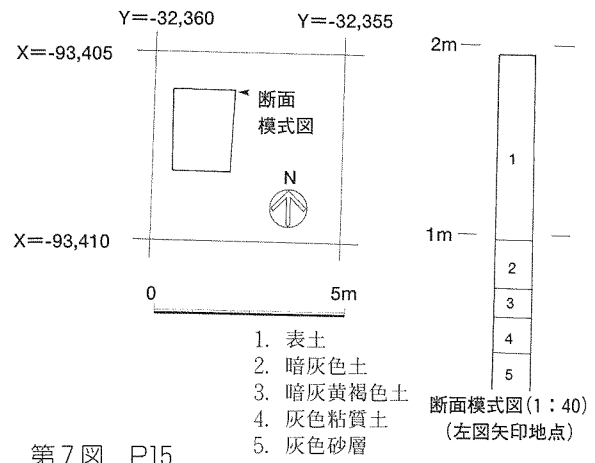 Y=-32,360
Y=-32,355
X=-93,405
断面
模式図
N
X=-93,410
0
5m
2m
1
1m
2
3
4
5
1. 表土
2. 暗灰色土
3. 暗灰黄褐色土
4. 灰色粘質土
5. 灰色砂層
断面模式図(1:40)
(左図矢印地点)
第7図 P15